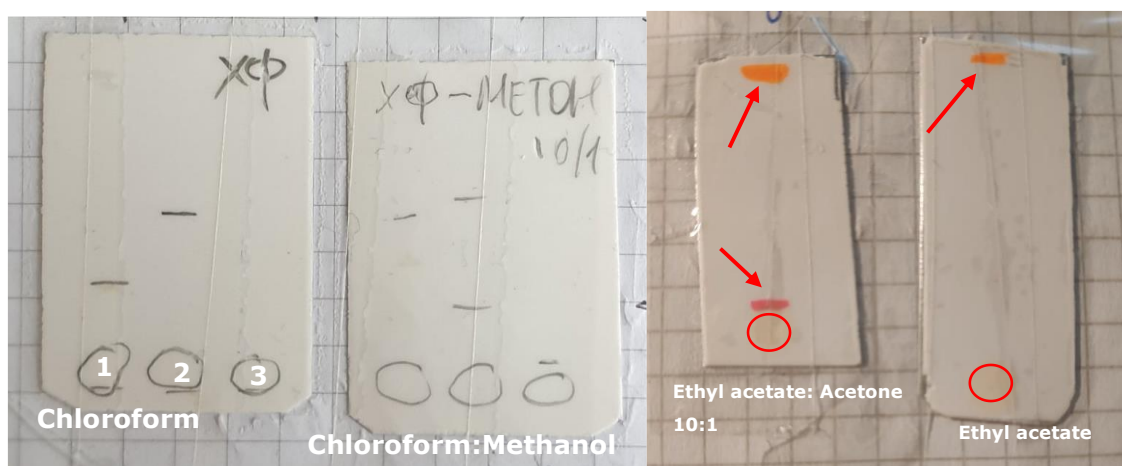 ХФ
1 2 3
Chloroform
ХФ-МЕТОН
10/1
Chloroform:Methanol
Ethyl acetate: Acetone
10:1
Ethyl acetate